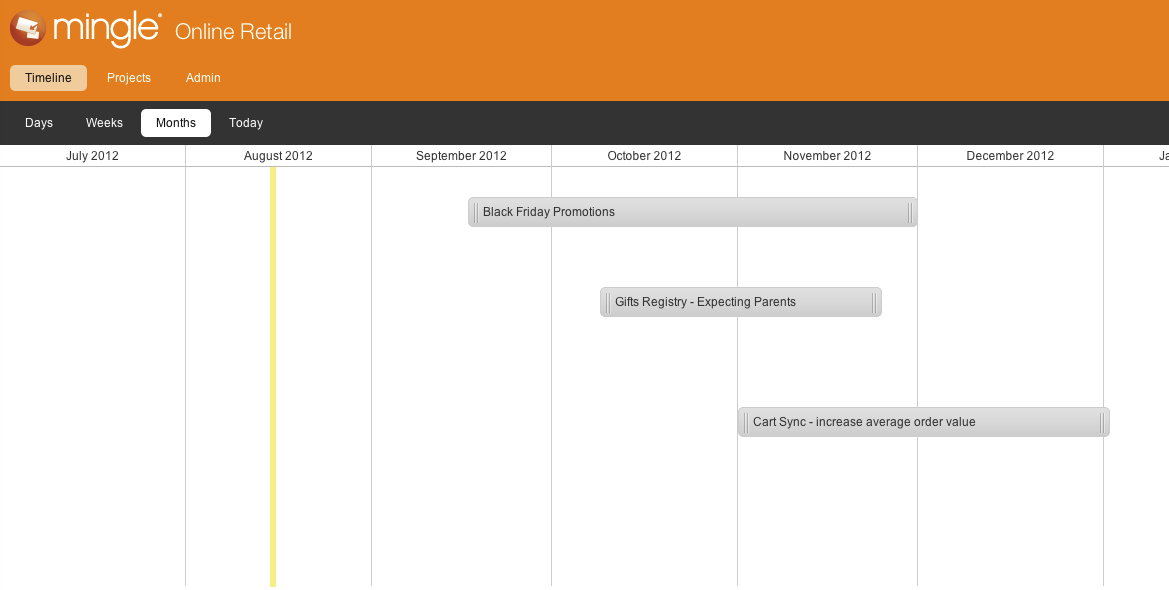 mingle Online Retail
Timeline Projects Admin
Days Weeks Months Today
July 2012 August 2012 September 2012 October 2012 November 2012 December 2012 Ja
Black Friday Promotions
Gifts Registry - Expecting Parents
Cart Sync - increase average order value